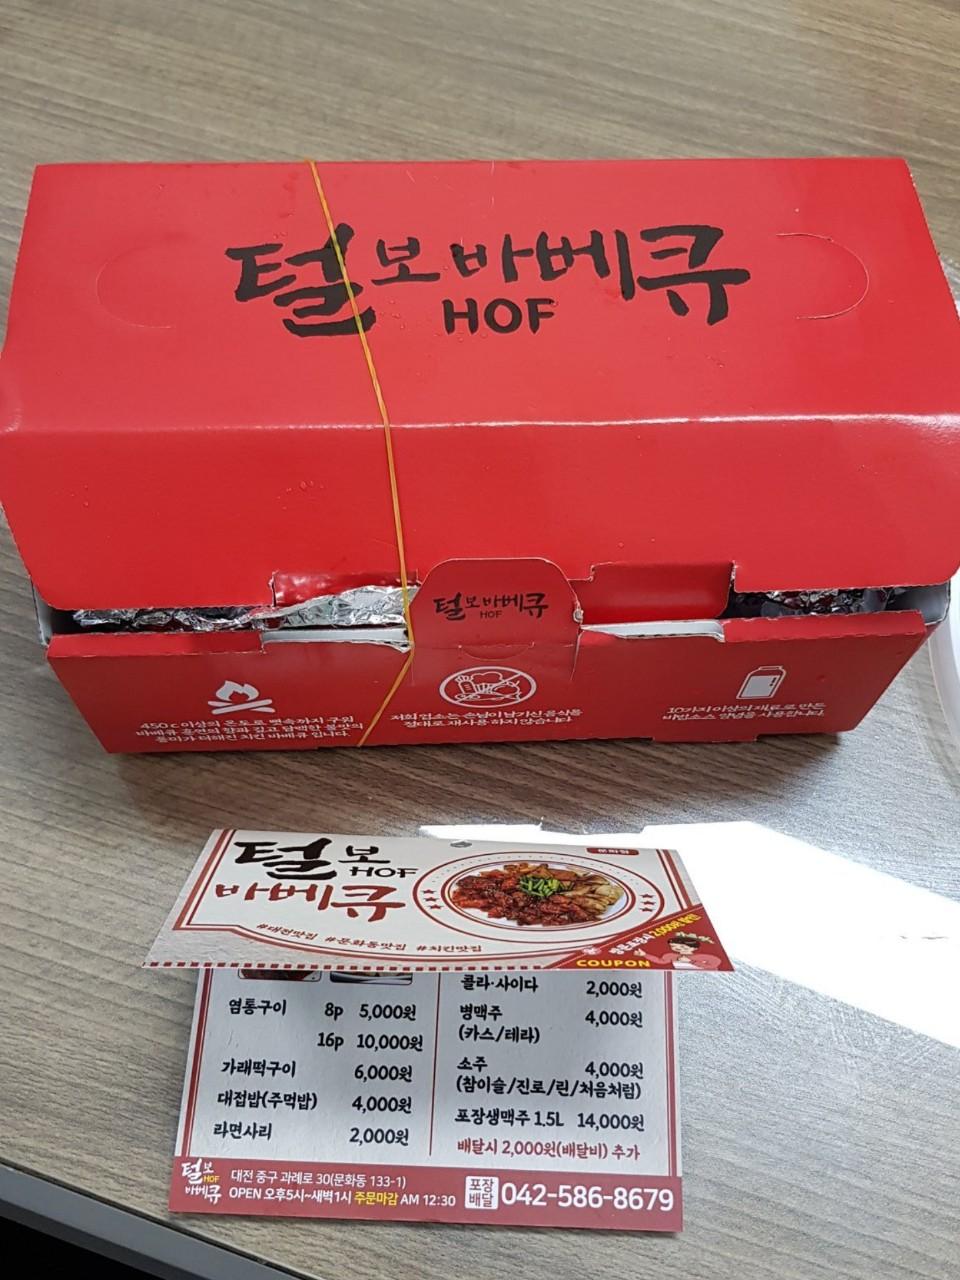 털보바베큐
HOF
털보바베큐
HOF
450c이상의 온도로 뼛속까지 구워
바베큐 훈연의 향과 깊고 담백한 불맛의
풍미가 더해진 치킨 바베큐 입니다.
저희 업소는 손님이 남기신 음식을
절대로 재사용 하지 않습니다
10가지 이상의 재료로 만든
비법소스 양념을 사용합니다.
털보
HOF
바베큐
문화점
#대전맛집 #문화동맛집 #치킨맛집
2,000원 할인
COUPON
염통구이 8p 5,000원
16p 10,000원
가래떡구이 6,000원
대접밥(주먹밥) 4,000원
라면사리 2,000원
콜라·사이다 2,000원
병맥주 4,000원
(카스/테라)
소주 4,000원
(참이슬/진로/린/처음처럼)
포장생맥주 1.5L 14,000원
배달시 2,000원(배달비) 추가
털보
HOF
바베큐
대전 중구 과례로 30(문화동 133-1)
OPEN 오후5시~새벽1시 주문마감 AM 12:30
포장
배달
042-586-8679